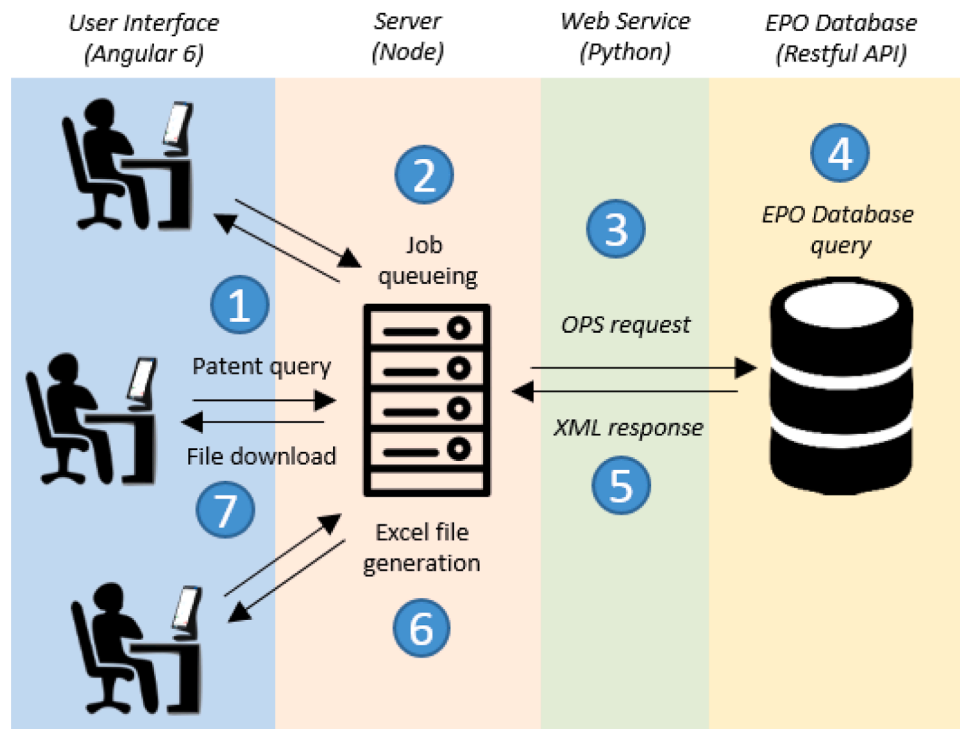 User Interface
(Angular 6)
Server
(Node)
Web Service
(Python)
EPO Database
(Restful API)
1
Patent query
File download
7
2
Job
queueing
Excel file
generation
6
3
OPS request
XML response
5
4
EPO Database
query